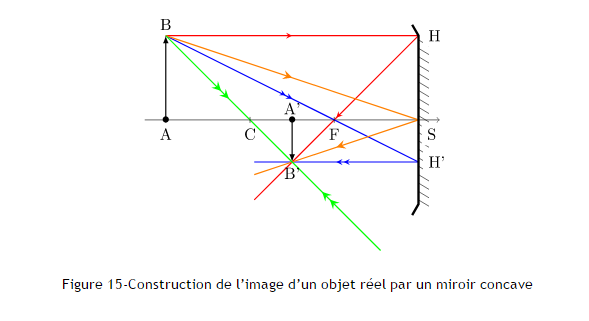 B
H
A'
A
C
F
S
H'
B'
Figure 15-Construction de l'image d'un objet réel par un miroir concave